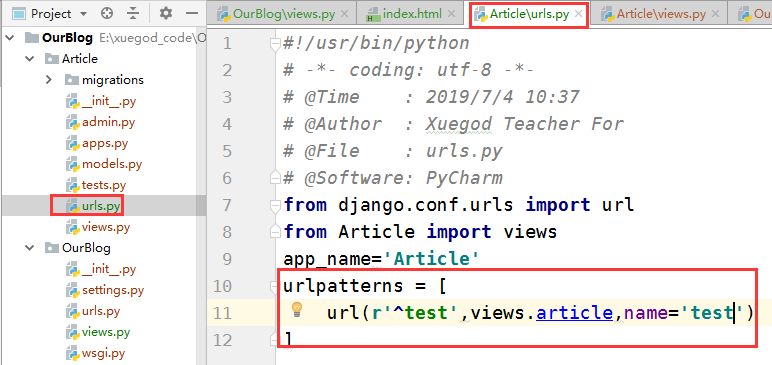 Project
OurBlog E:\xuegod_code\O
Article
migrations
__init__.py
admin.py
apps.py
models.py
tests.py
urls.py
views.py
OurBlog
__init__.py
settings.py
urls.py
views.py
wsgi.py
OurBlog\views.py
index.html
Article\urls.py
Article\views.py
Ou
1 #!/usr/bin/python
2 # -*- coding: utf-8 -*-
3 # @Time    : 2019/7/4 10:37
4 # @Author  : Xuegod Teacher For
5 # @File    : urls.py
6 # @Software: PyCharm
7 from django.conf.urls import url
8 from Article import views
9 app_name='Article'
10 urlpatterns = [
11     url(r'^test',views.article,name='test')
12 ]